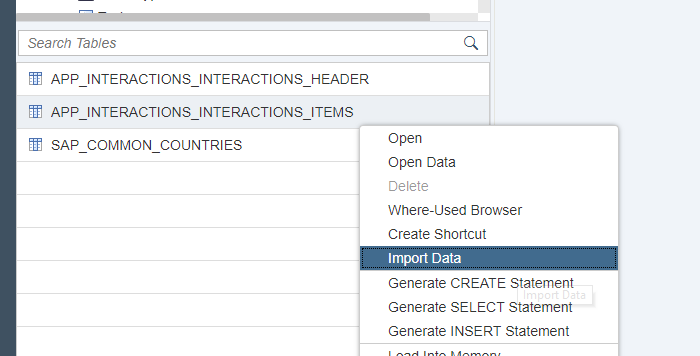 Search Tables
APP_INTERACTIONS_INTERACTIONS_HEADER
APP_INTERACTIONS_INTERACTIONS_ITEMS
SAP_COMMON_COUNTRIES
Open
Open Data
Delete
Where-Used Browser
Create Shortcut
Import Data
Generate CREATE Statement
Import Data
Generate SELECT Statement
Generate INSERT Statement
Load Into Memory